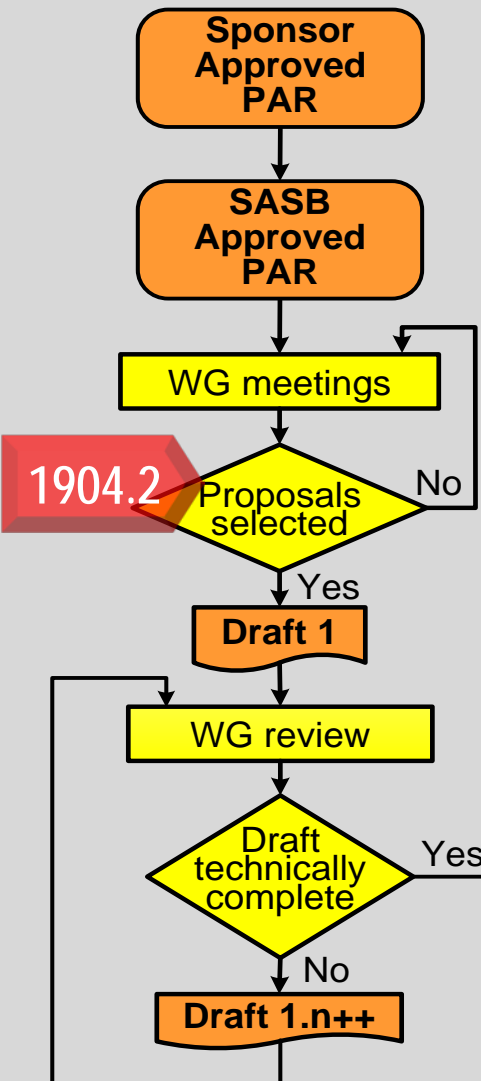 Sponsor
Approved
PAR
SASB
Approved
PAR
WG meetings
1904.2
Proposals
selected
No
Yes
Draft 1
WG review
Draft
technically
complete
Yes
No
Draft 1.n++